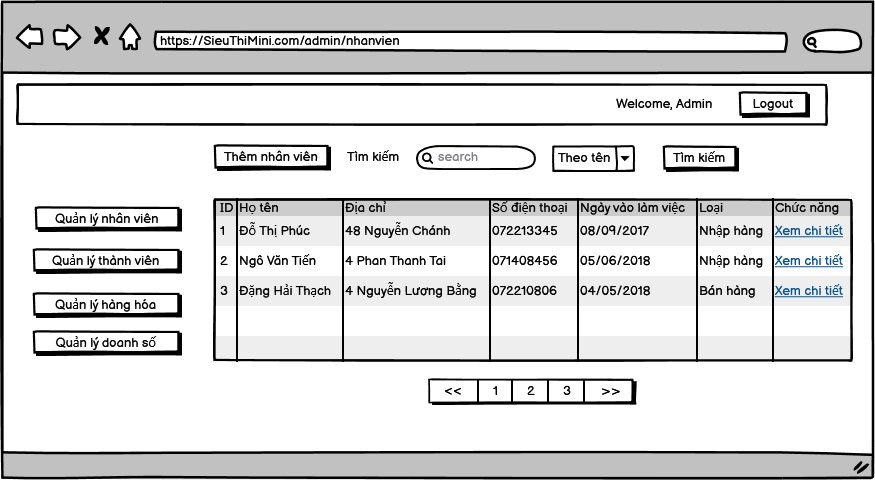 https://SieuThiMini.com/admin/nhanvien
Welcome, Admin
Logout
Thêm nhân viên
Tìm kiếm
search
Theo tên
Tìm kiếm
Quản lý nhân viên
Quản lý thành viên
Quản lý hàng hóa
Quản lý doanh số
ID Họ tên Địa chỉ Số điện thoại Ngày vào làm việc Loại Chức năng
1 Đỗ Thị Phúc 48 Nguyễn Chánh 072213345 08/09/2017 Nhập hàng Xem chi tiết
2 Ngô Văn Tiến 4 Phan Thanh Tai 071408456 05/06/2018 Nhập hàng Xem chi tiết
3 Đặng Hải Thạch 4 Nguyễn Lương Bằng 072210806 04/05/2018 Bán hàng Xem chi tiết
<< 1 2 3 >>